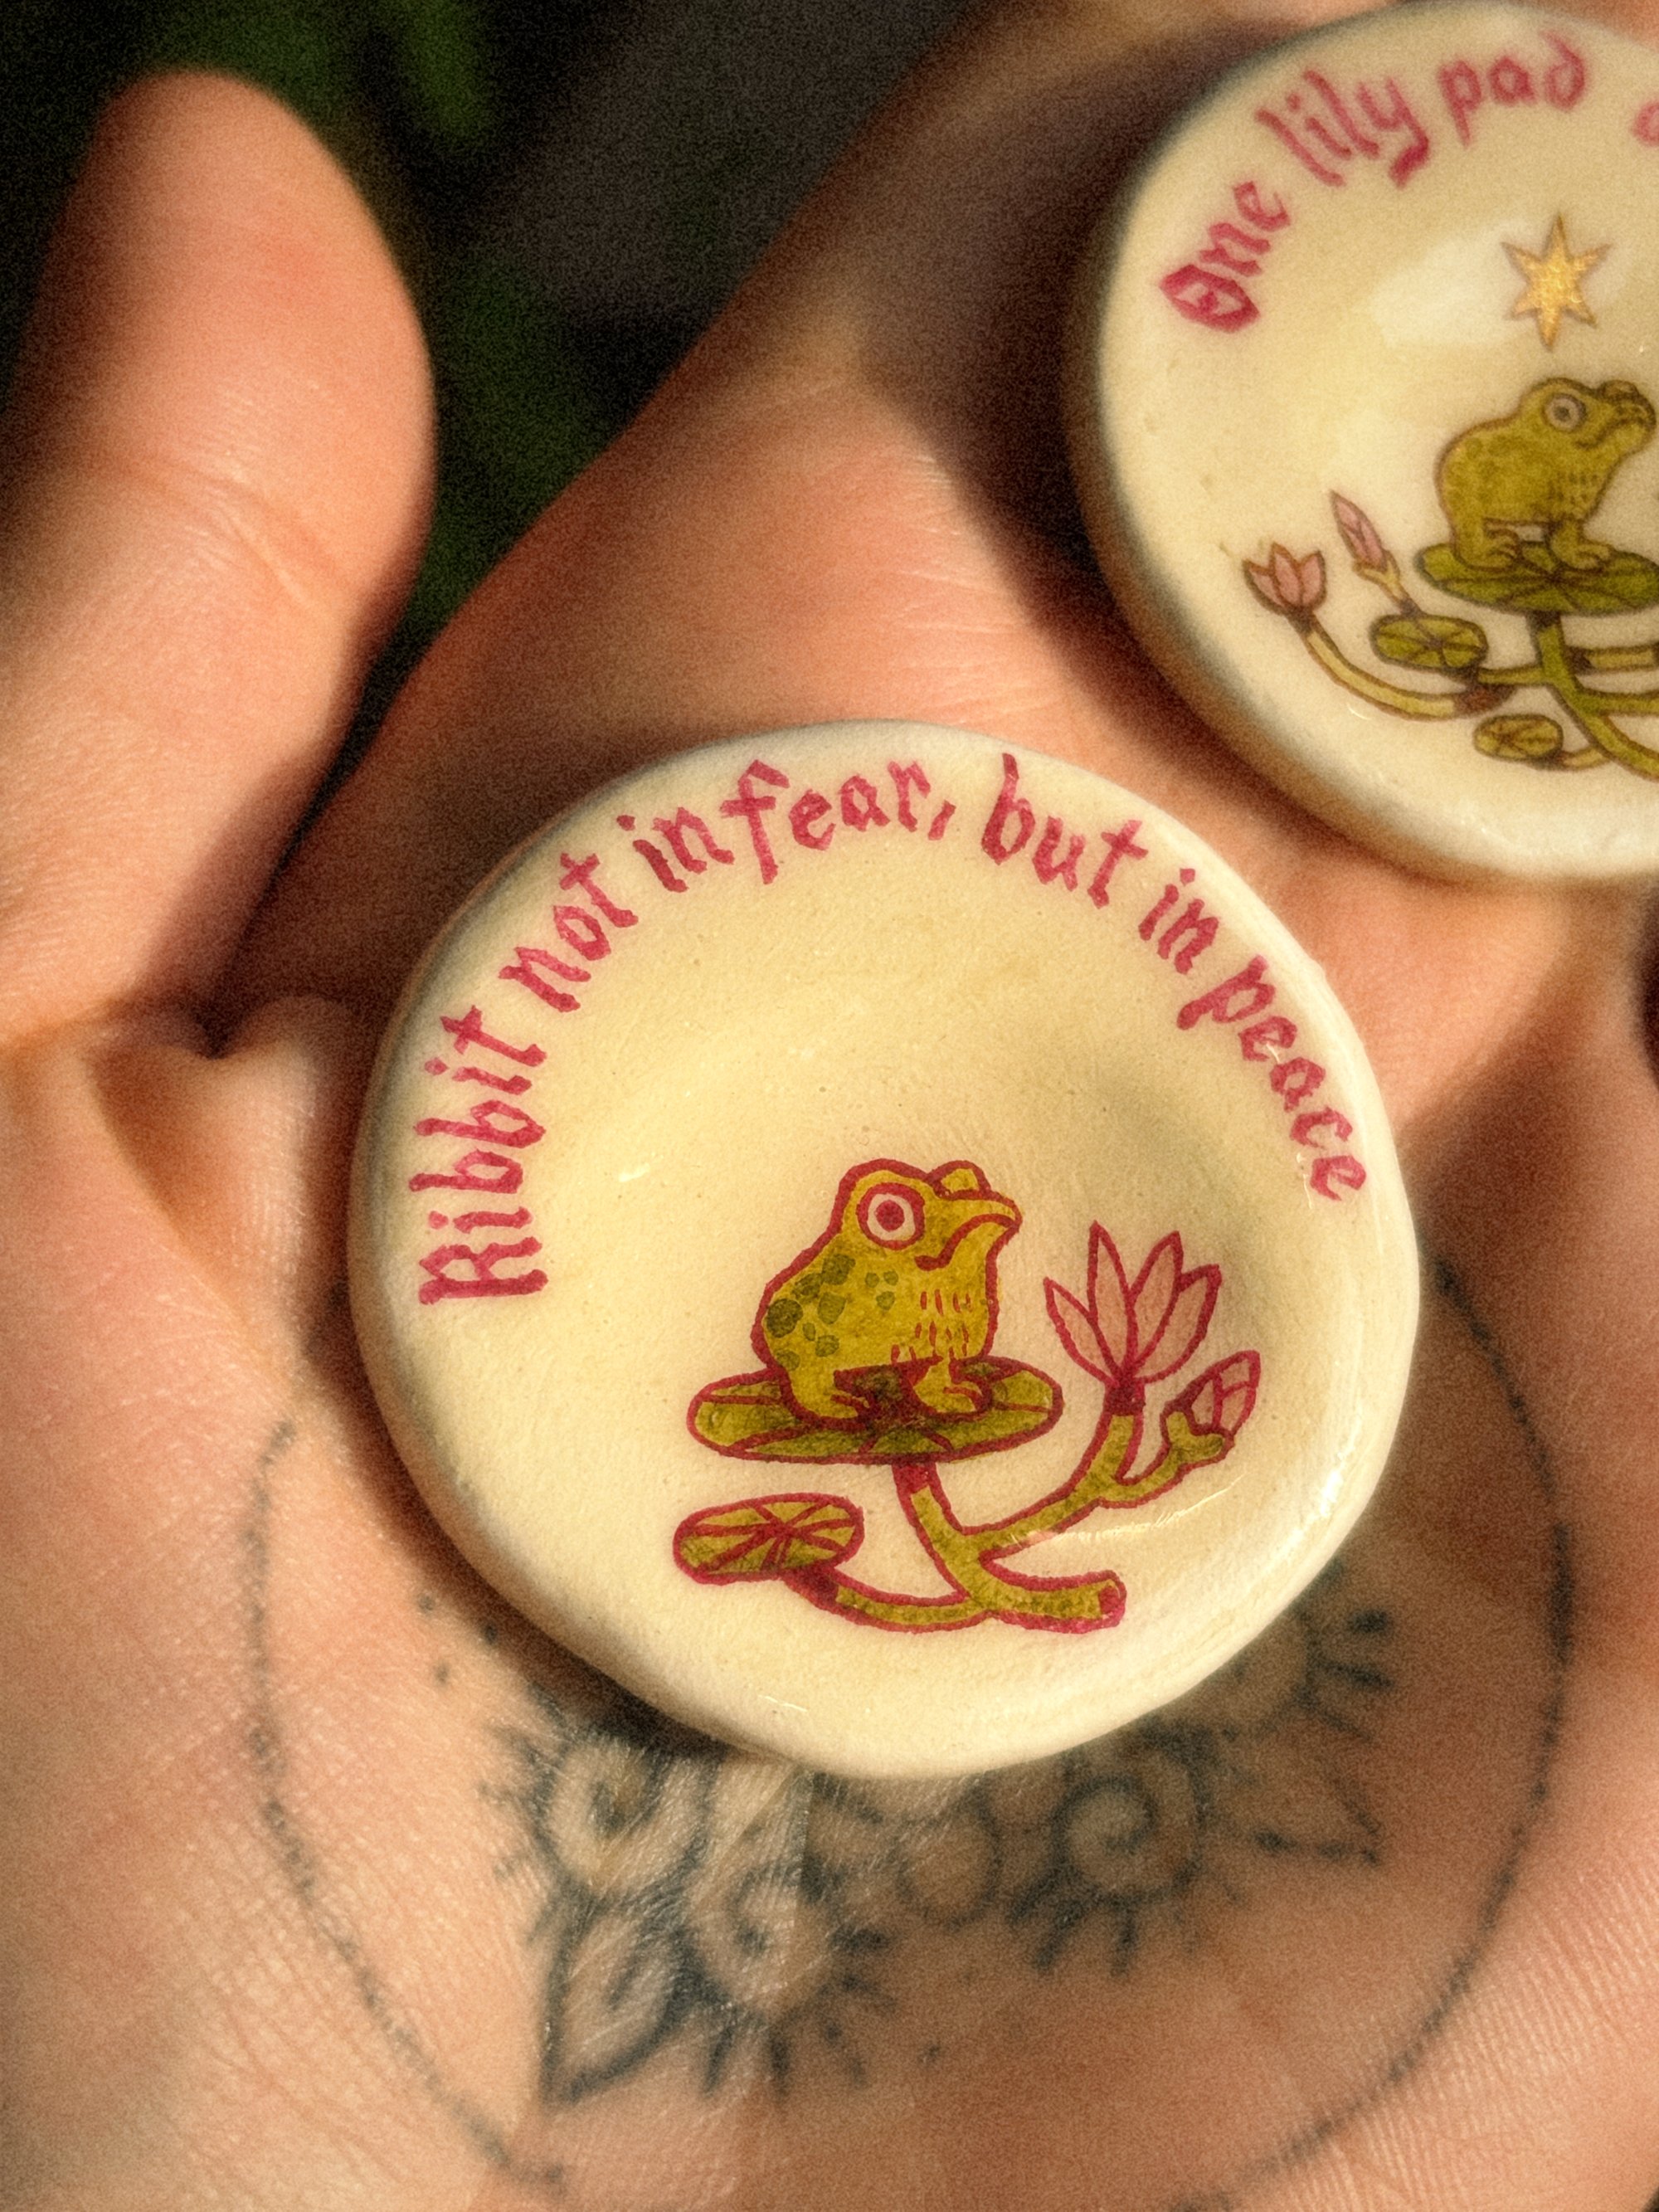 One lily pad
Ribbit not in fear, but in peace